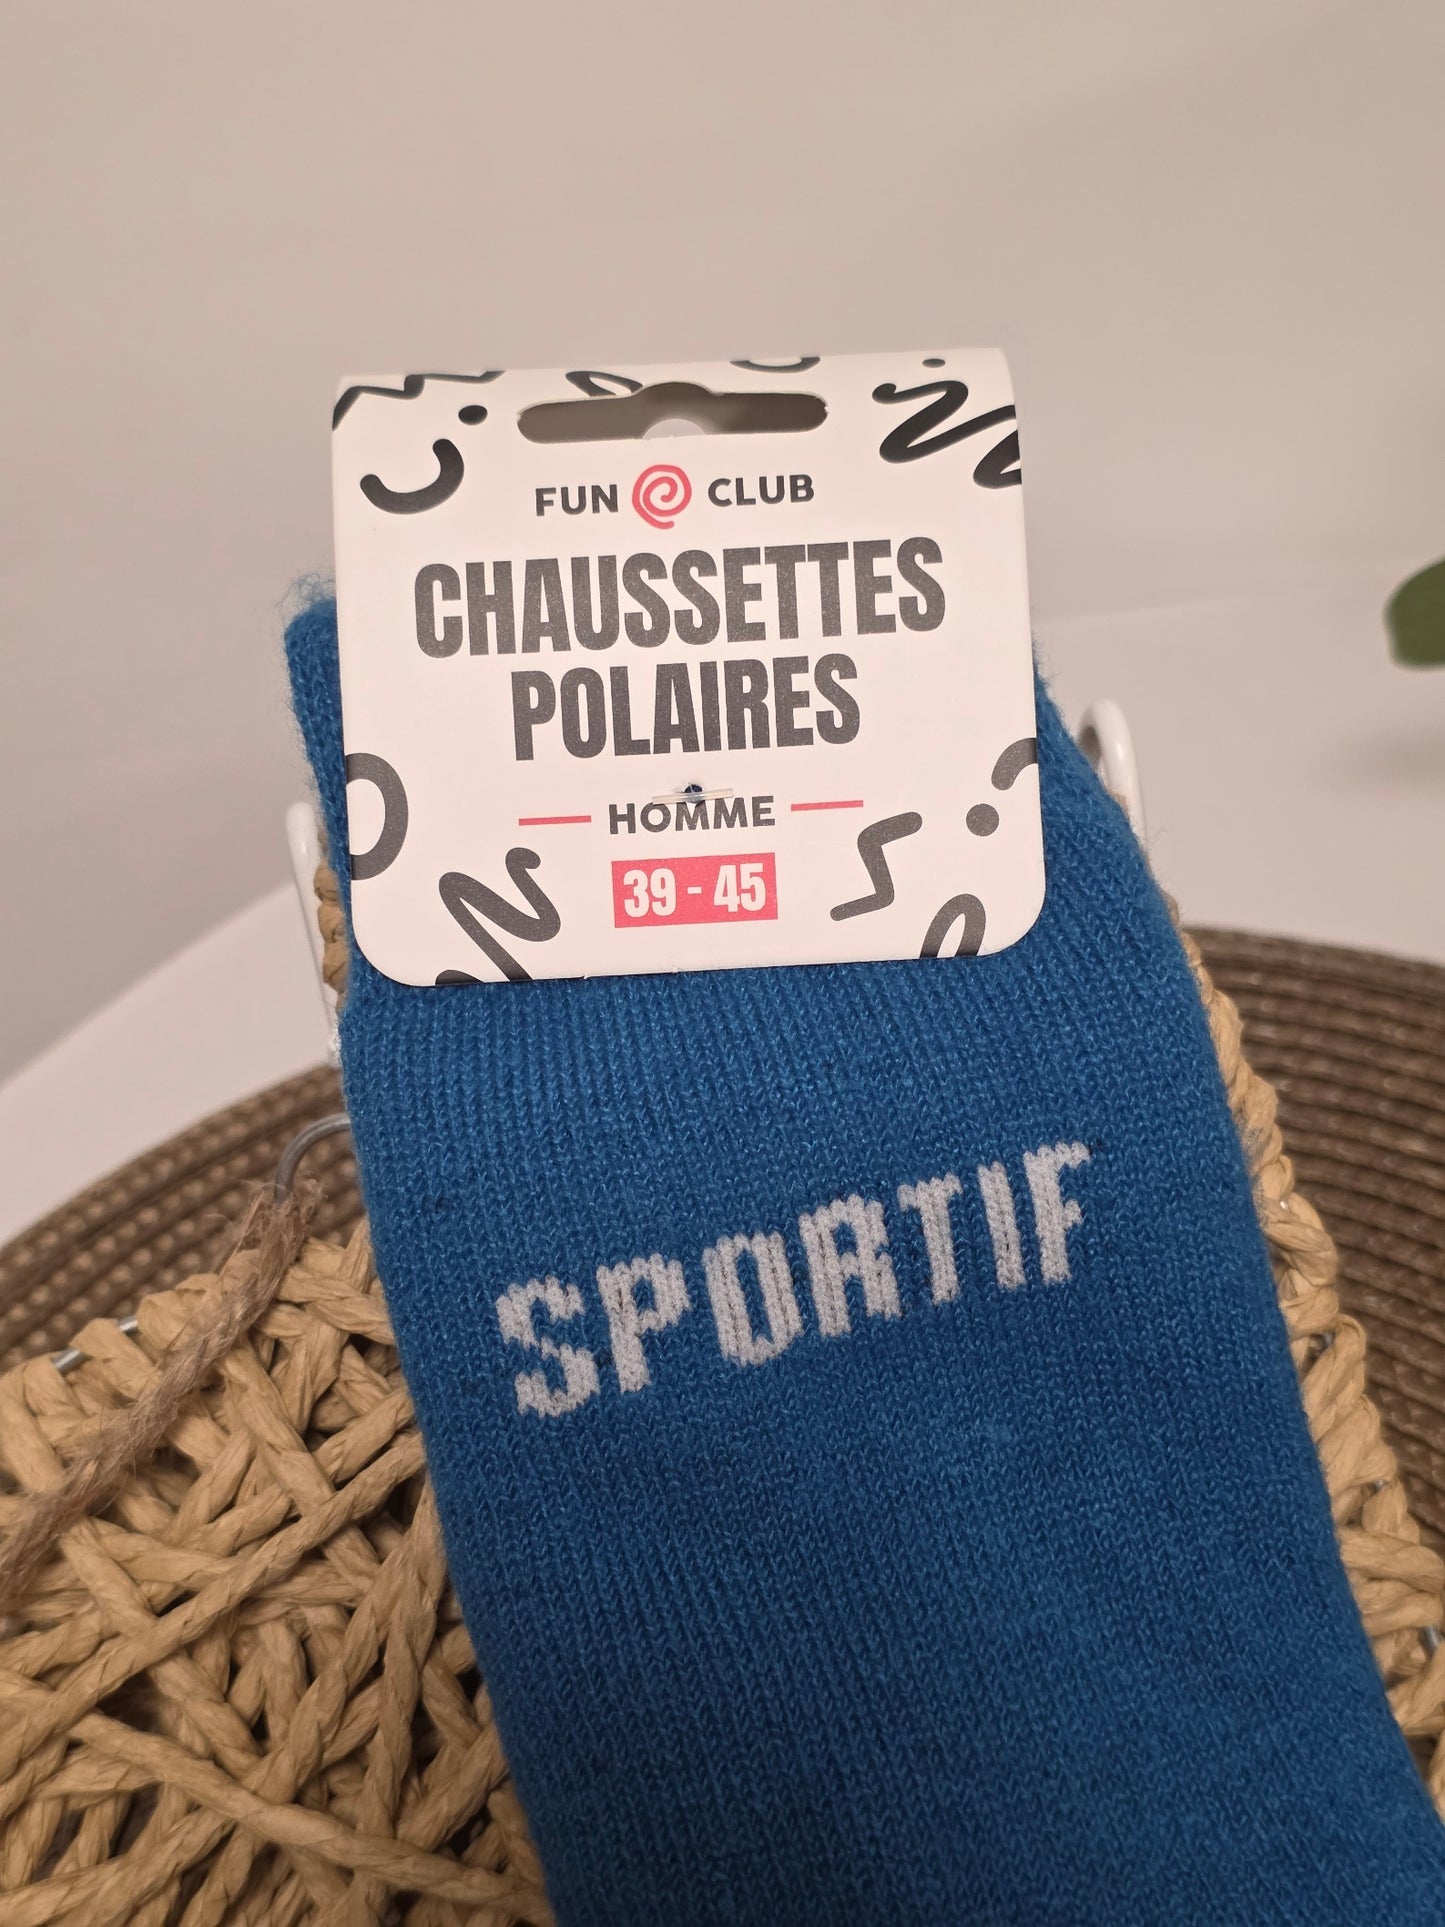 FUN CLUB
CHAUSSETTES
POLAIRES
HOMME
39 - 45
SPORTIF